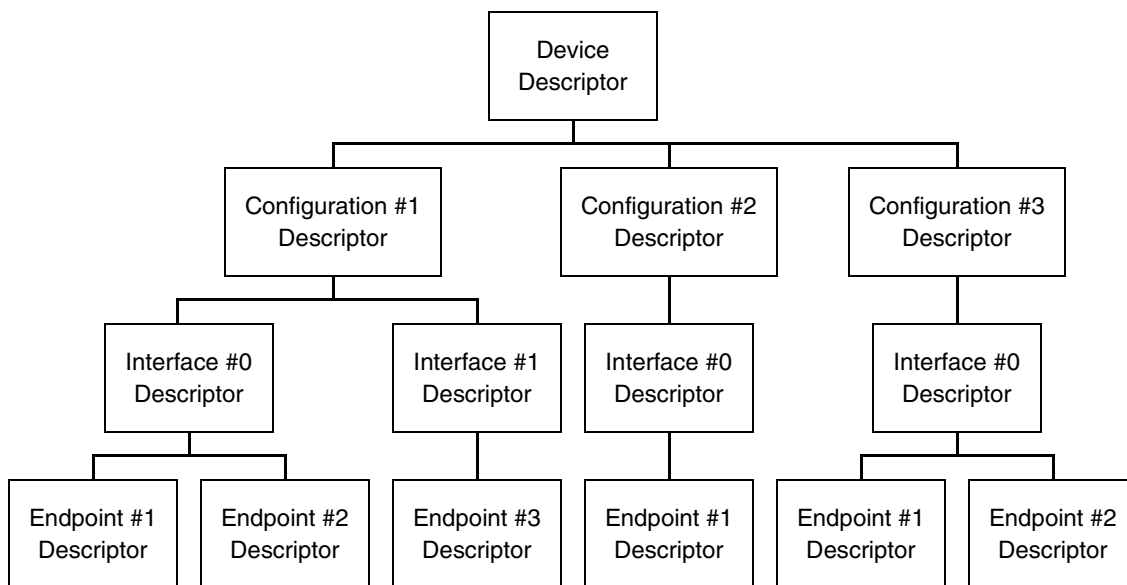 Device
Descriptor
Configuration #1
Descriptor
Configuration #2
Descriptor
Configuration #3
Descriptor
Interface #0
Descriptor
Interface #1
Descriptor
Interface #0
Descriptor
Interface #0
Descriptor
Endpoint #1
Descriptor
Endpoint #2
Descriptor
Endpoint #3
Descriptor
Endpoint #1
Descriptor
Endpoint #1
Descriptor
Endpoint #2
Descriptor